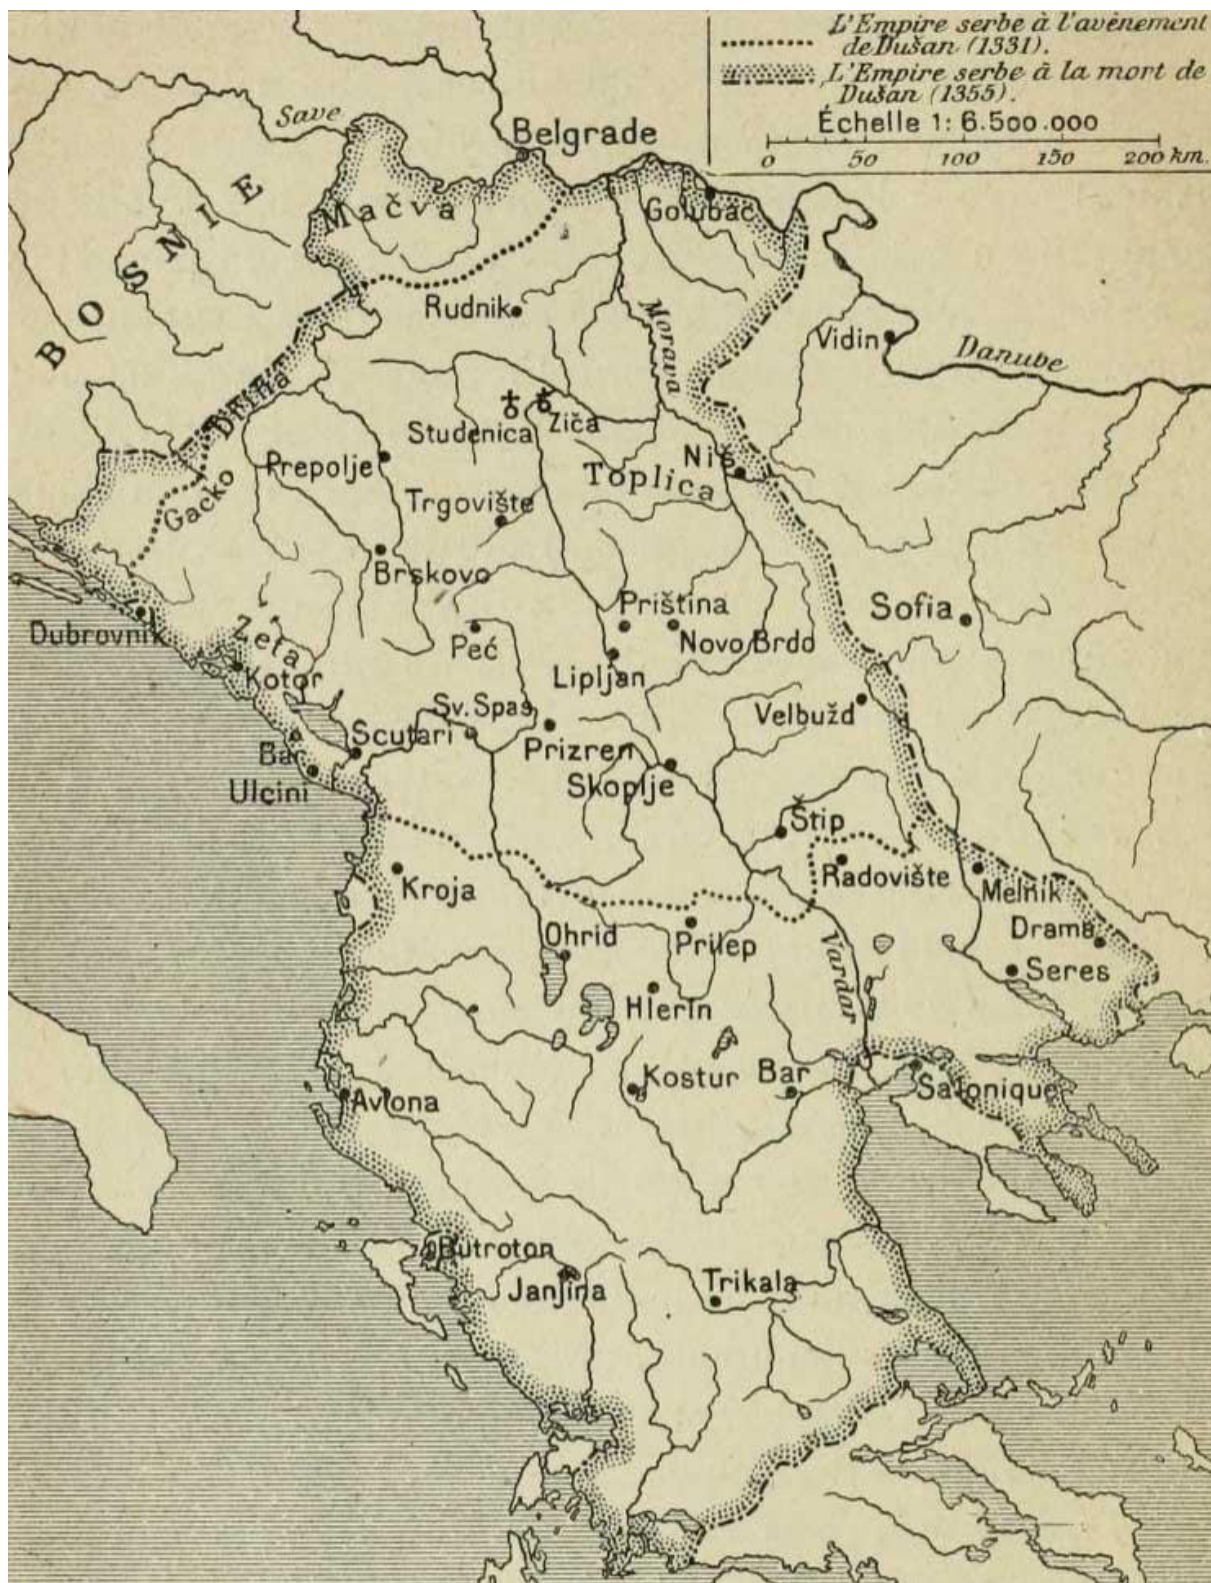 L'Empire serbe à l'avènement
de Dušan (1331).
L'Empire serbe à la mort de
Dušan (1355).
Échelle 1: 6.500.000
0 50 100 150 200 km.
Save
Belgrade
BOSNIE
Mačva
Golubac
Rudnik
Morava
Vidin
Danube
Drina
Studenica
Ziča
Prepolje
Niš
Toplica
Gacko
Trgovište
Brskovo
Priština
Sofia
Dubrovnik
Zeta
Peć
Novo Brdo
Kotor
Lipljan
Sv. Spas
Velbužd
Scutari
Bar
Prizren
Ulcini
Skoplje
Štip
Kroja
Radovište
Melnik
Ohrid
Prilep
Drama
Vardar
Seres
Hlerin
Kostur
Bar
Salonique
Avlona
Butroton
Janjina
Trikala